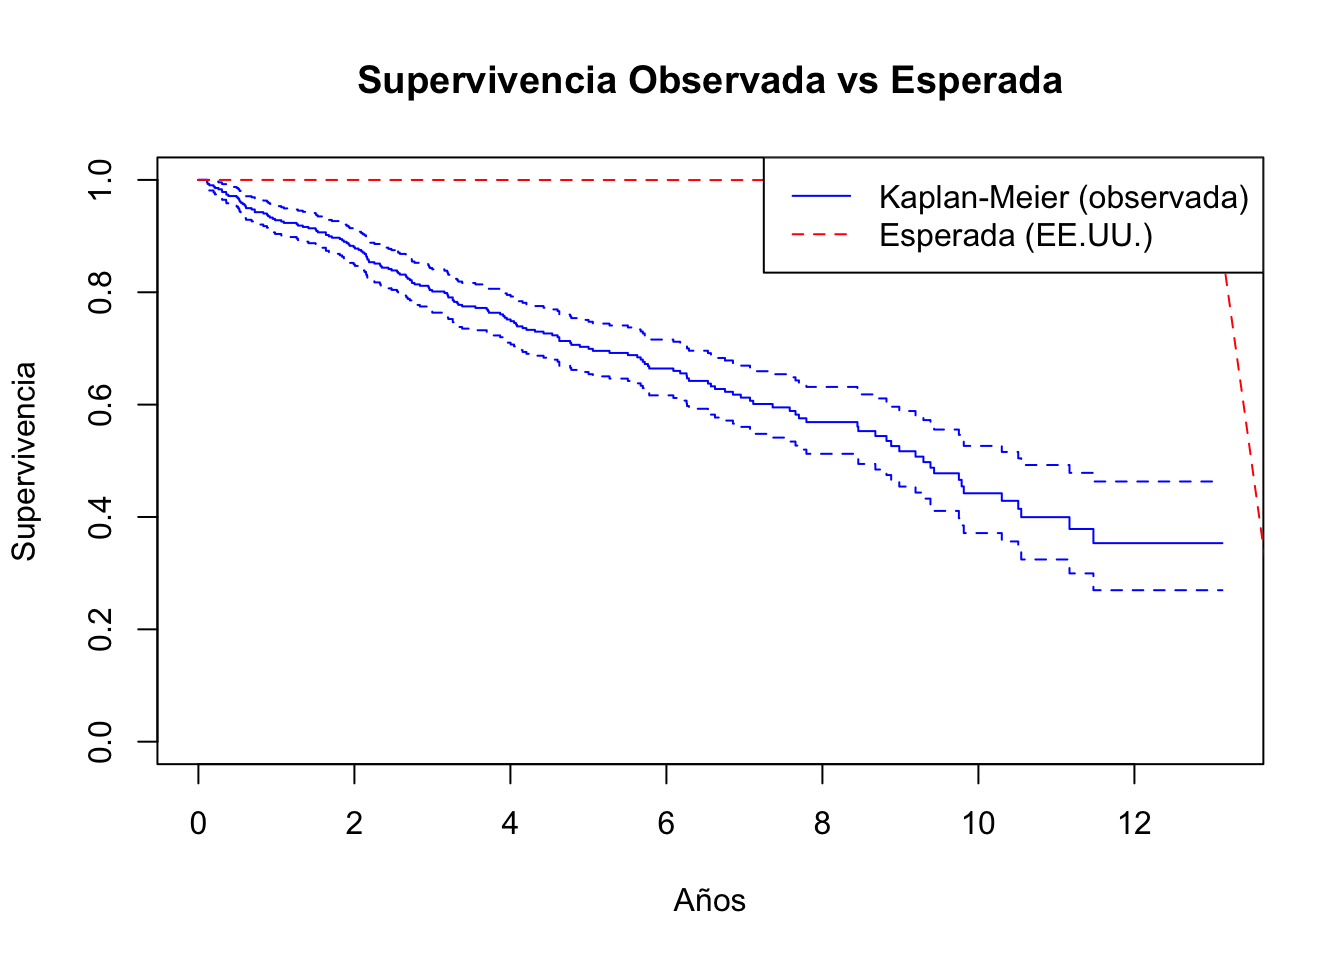 Supervivencia Observada vs Esperada
Kaplan-Meier (observada)
Esperada (EE.UU.)
Supervivencia
1.0
0.8
0.6
0.4
0.2
0.0
0 2 4 6 8 10 12
Años